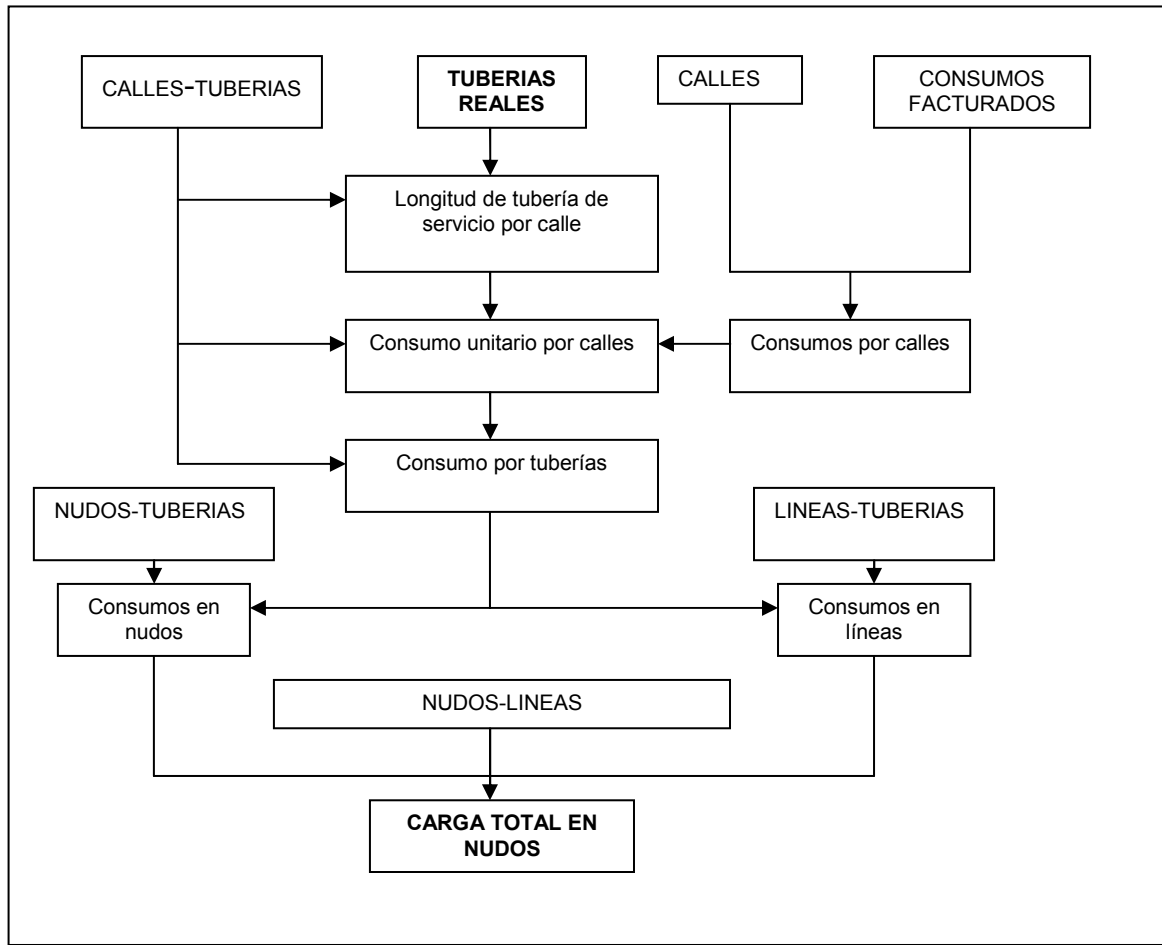 CALLES-TUBERIAS
TUBERIAS
REALES
CALLES
CONSUMOS
FACTURADOS
Longitud de tubería de
servicio por calle
Consumo unitario por calles
Consumos por calles
Consumo por tuberías
NUDOS-TUBERIAS
LINEAS-TUBERIAS
Consumos en
nudos
Consumos en
líneas
NUDOS-LINEAS
CARGA TOTAL EN
NUDOS